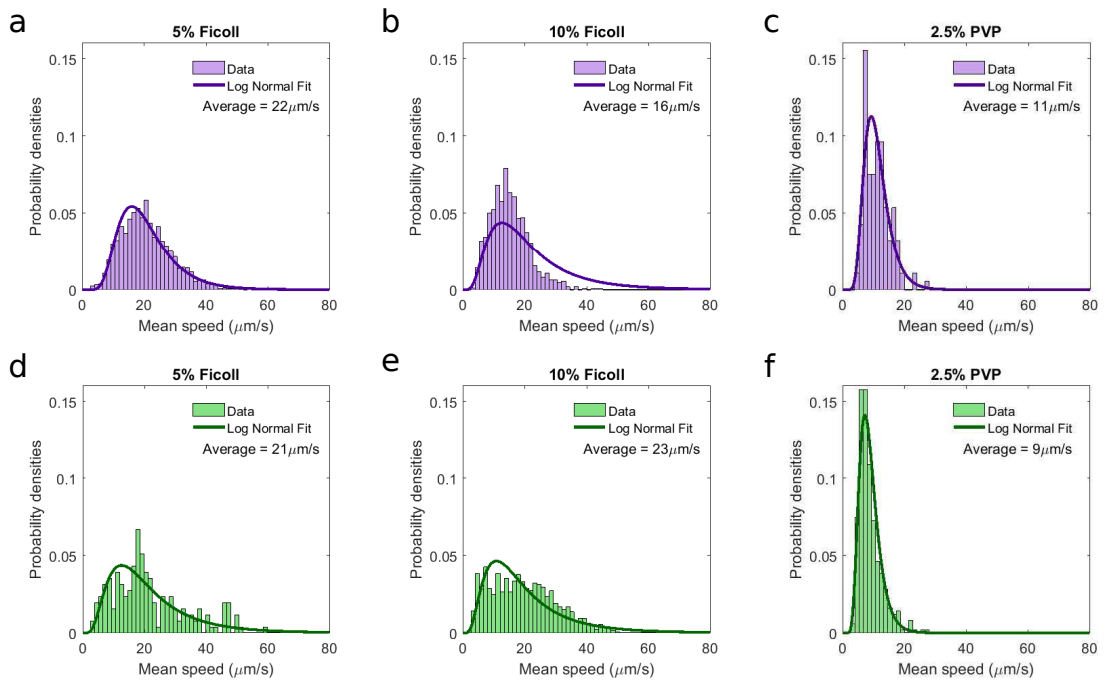 a
5% Ficoll
0.15
0.1
0.05
0
Probability densities
Data
Log Normal Fit
Average = 22μm/s
0 20 40 60 80
Mean speed (μm/s)
b
10% Ficoll
0.15
0.1
0.05
0
Probability densities
Data
Log Normal Fit
Average = 16μm/s
0 20 40 60 80
Mean speed (μm/s)
c
2.5% PVP
0.15
0.1
0.05
0
Probability densities
Data
Log Normal Fit
Average = 11μm/s
0 20 40 60 80
Mean speed (μm/s)
d
5% Ficoll
0.15
0.1
0.05
0
Probability densities
Data
Log Normal Fit
Average = 21μm/s
0 20 40 60 80
Mean speed (μm/s)
e
10% Ficoll
0.15
0.1
0.05
0
Probability densities
Data
Log Normal Fit
Average = 23μm/s
0 20 40 60 80
Mean speed (μm/s)
f
2.5% PVP
0.15
0.1
0.05
0
Probability densities
Data
Log Normal Fit
Average = 9μm/s
0 20 40 60 80
Mean speed (μm/s)